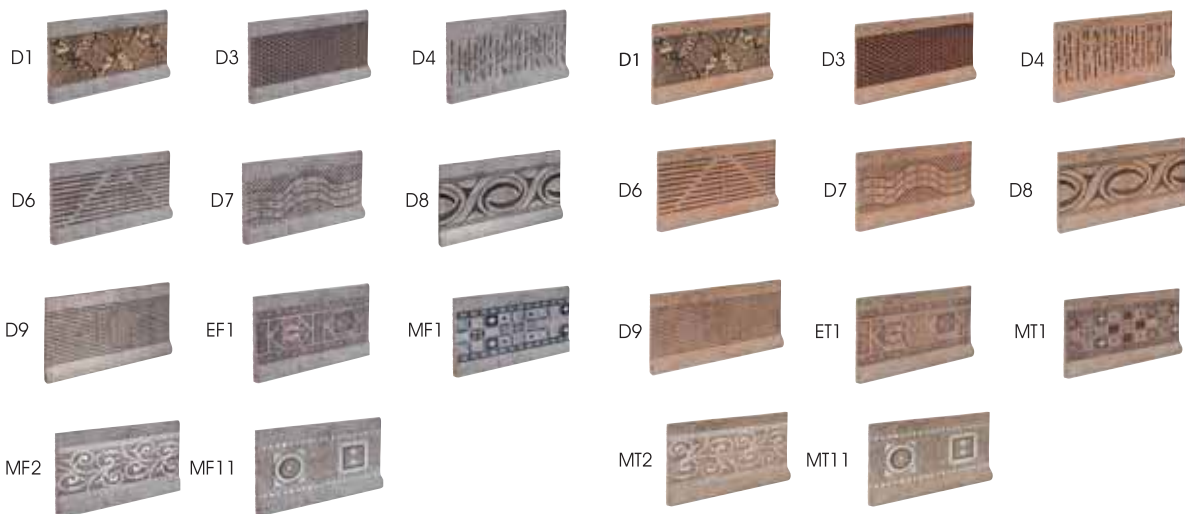 D1 D3 D4 D1 D3 D4
D6 D7 D8 D6 D7 D8
D9 EF1 MF1 D9 ET1 MT1
MF2 MF11 MT2 MT11